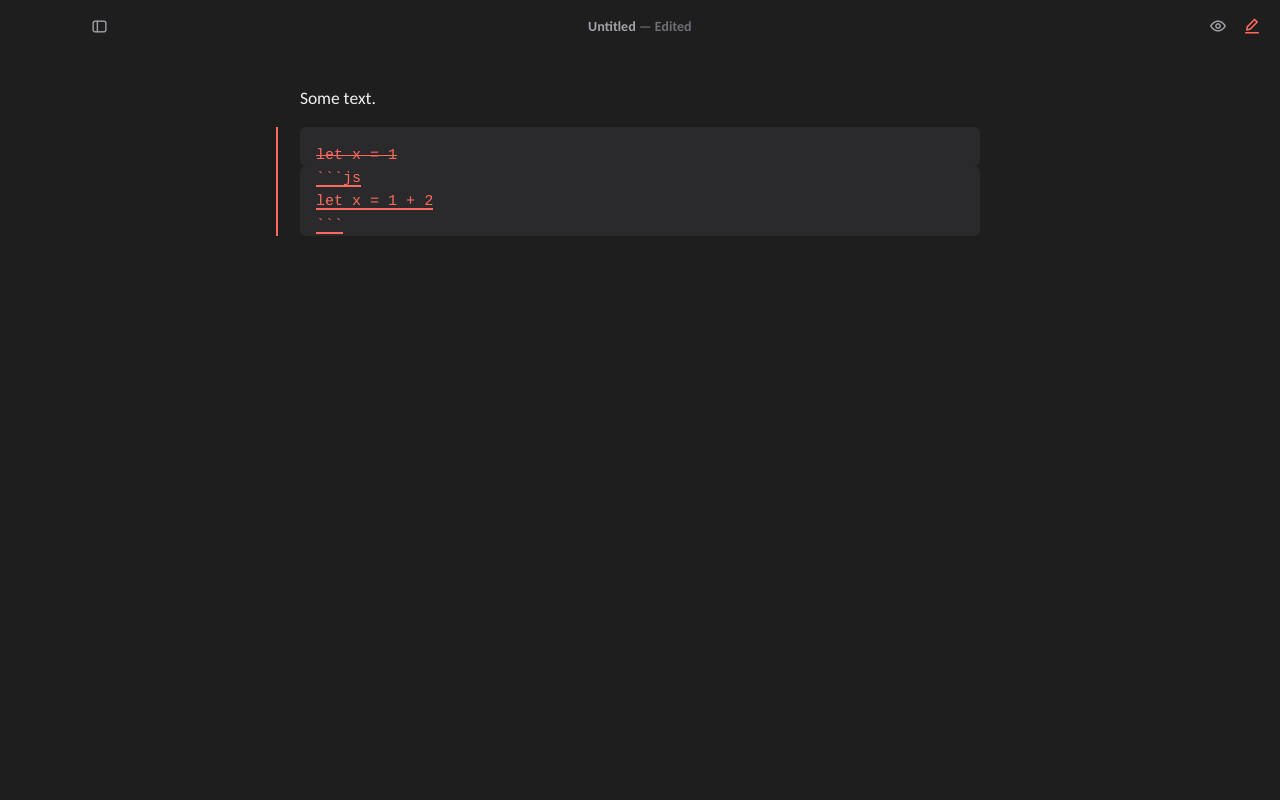 Untitled — Edited
Some text.
let x = 1
```js
let x = 1 + 2
```